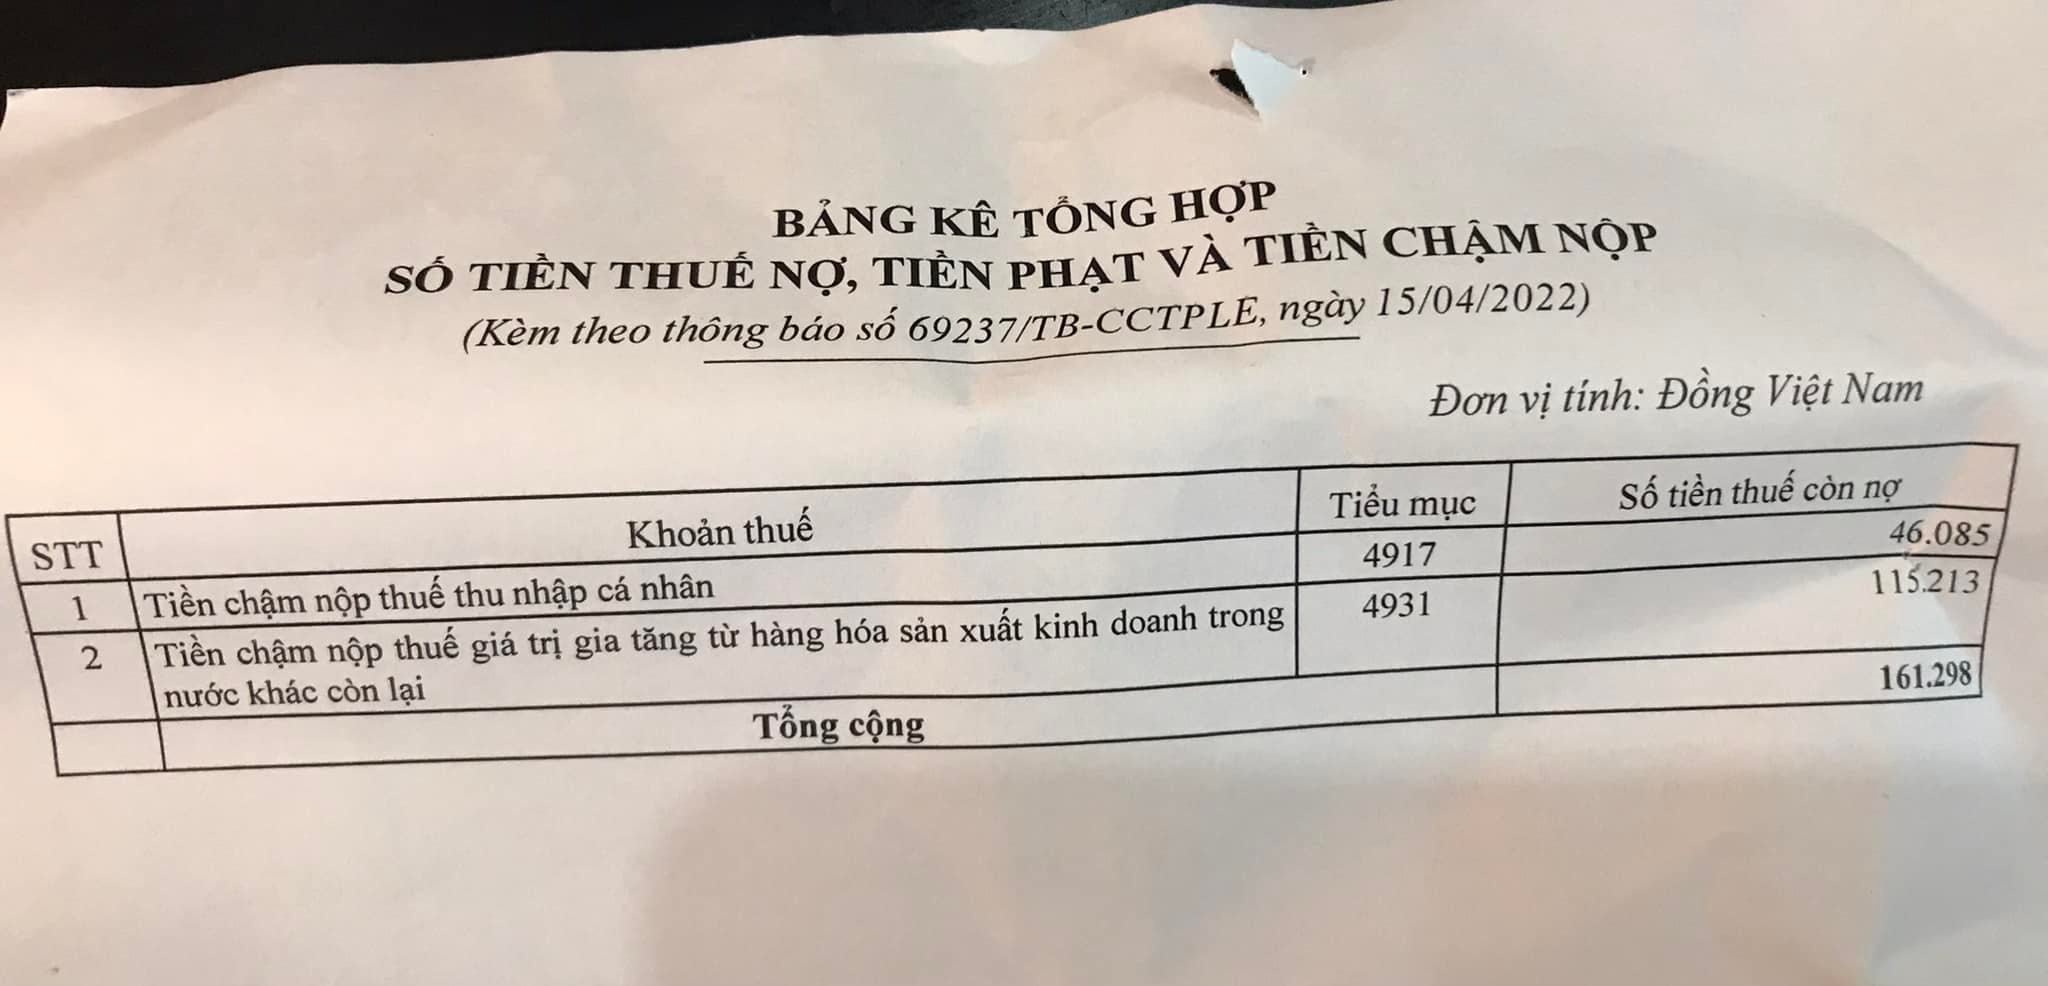 BẢNG KÊ TỔNG HỢP
SỐ TIỀN THUẾ NỢ, TIỀN PHẠT VÀ TIỀN CHẬM NỘP
(Kèm theo thông báo số 69237/TB-CCTPLE, ngày 15/04/2022)
Đơn vị tính: Đồng Việt Nam
STT Khoản thuế Tiểu mục Số tiền thuế còn nợ
1 Tiền chậm nộp thuế thu nhập cá nhân 4917 46.085
2 Tiền chậm nộp thuế giá trị gia tăng từ hàng hóa sản xuất kinh doanh trong 4931 115.213
nước khác còn lại
Tổng cộng 161.298